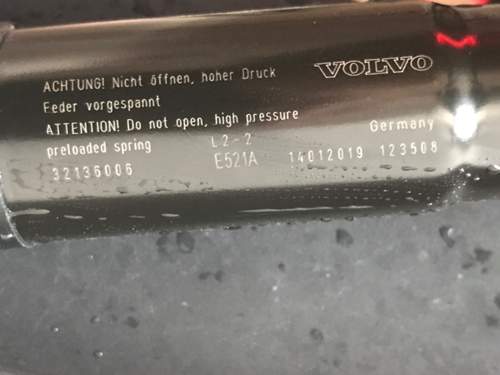 ACHTUNG! Nicht öffnen, hoher Druck
Feder vorgespannt
ATTENTION! Do not open, high pressure
preloaded spring
32136006
L2-2
E521A
VOLVO
Germany
14012019 123508